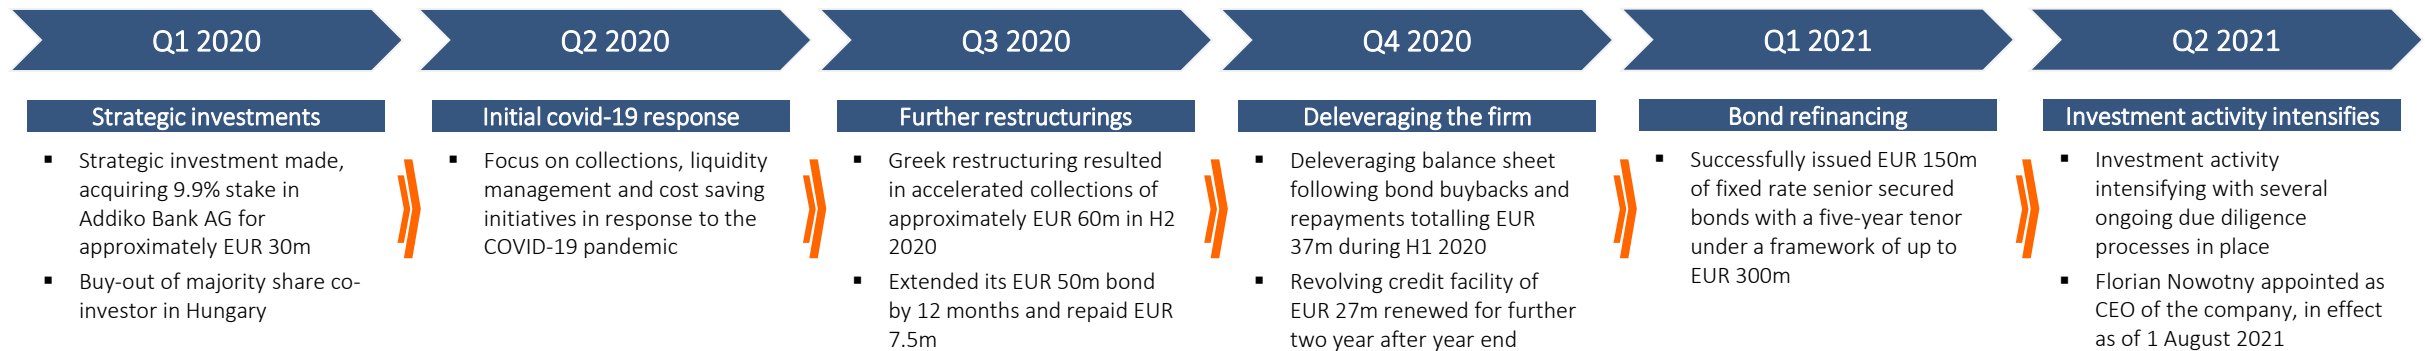 Q1 2020
Q2 2020
Q3 2020
Q4 2020
Q1 2021
Q2 2021
Strategic investments
▪ Strategic investment made,
acquiring 9.9% stake in
Addiko Bank AG for
approximately EUR 30m
▪ Buy-out of majority share co-
investor in Hungary
Initial covid-19 response
▪ Focus on collections, liquidity
management and cost saving
initiatives in response to the
COVID-19 pandemic
Further restructurings
▪ Greek restructuring resulted
in accelerated collections of
approximately EUR 60m in H2
2020
▪ Extended its EUR 50m bond
by 12 months and repaid EUR
7.5m
Deleveraging the firm
▪ Deleveraging balance sheet
following bond buybacks and
repayments totalling EUR
37m during H1 2020
▪ Revolving credit facility of
EUR 27m renewed for further
two year after year end
Bond refinancing
▪ Successfully issued EUR 150m
of fixed rate senior secured
bonds with a five-year tenor
under a framework of up to
EUR 300m
Investment activity intensifies
▪ Investment activity
intensifying with several
ongoing due diligence
processes in place
▪ Florian Nowotny appointed as
CEO of the company, in effect
as of 1 August 2021